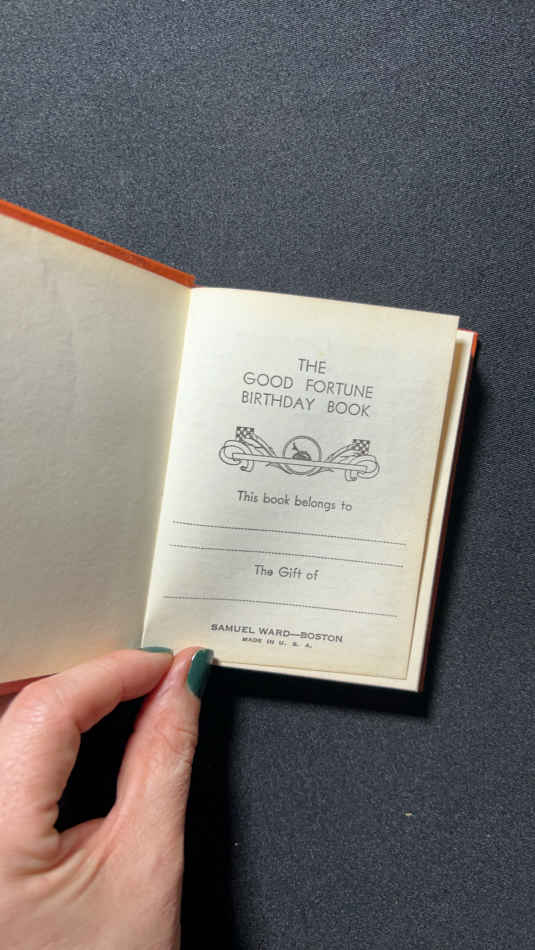 THE
GOOD FORTUNE
BIRTHDAY BOOK
This book belongs to
The Gift of
SAMUEL WARD—BOSTON
MADE IN U. S. A.